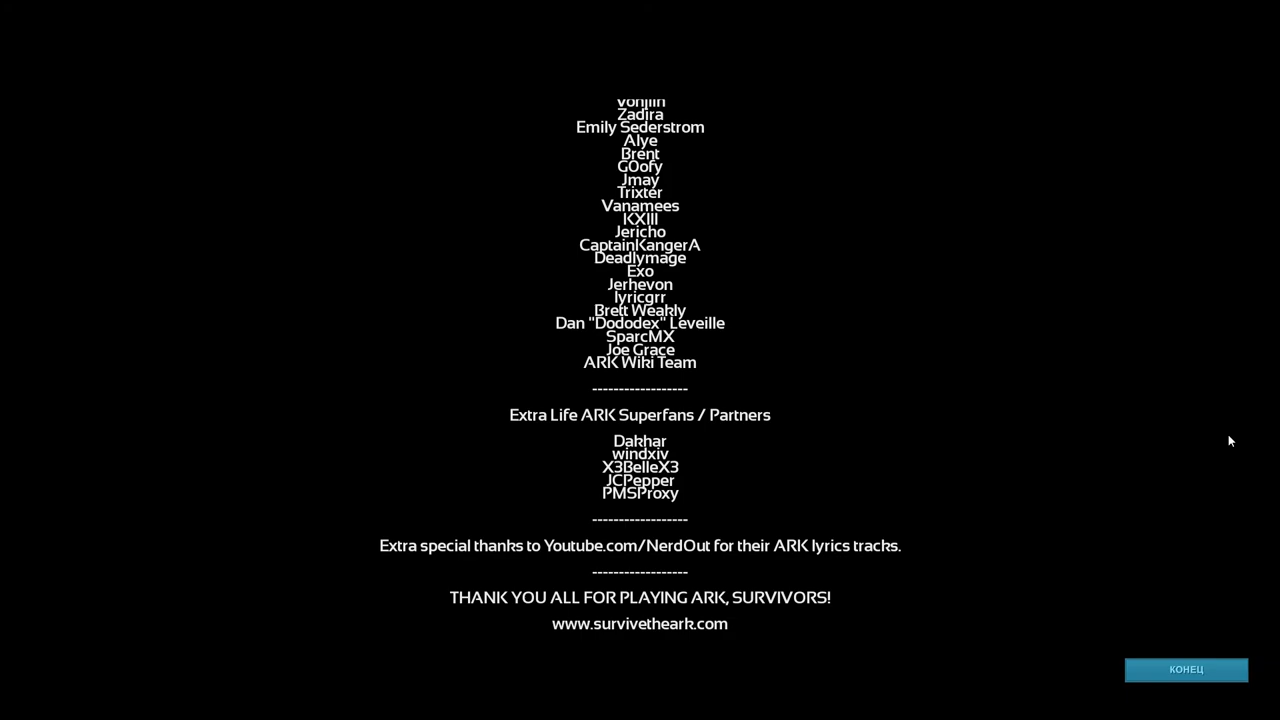 Vonjiin
Zadira
Emily Sederstrom
Alye
Brent
G0ofy
Jmay
Trixter
Vanamees
KXIII
Jericho
CaptainKangerA
Deadlymage
Exo
Jerhevon
lyricgrr
Brett Weakly
Dan "Dododex" Leveille
SparcMX
Joe Grace
ARK Wiki Team
------------------
Extra Life ARK Superfans / Partners
Dakhar
windxiv
X3BelleX3
JCPepper
PMSProxy
------------------
Extra special thanks to Youtube.com/NerdOut for their ARK lyrics tracks.
------------------
THANK YOU ALL FOR PLAYING ARK, SURVIVORS!
www.survivetheark.com
КОНЕЦ